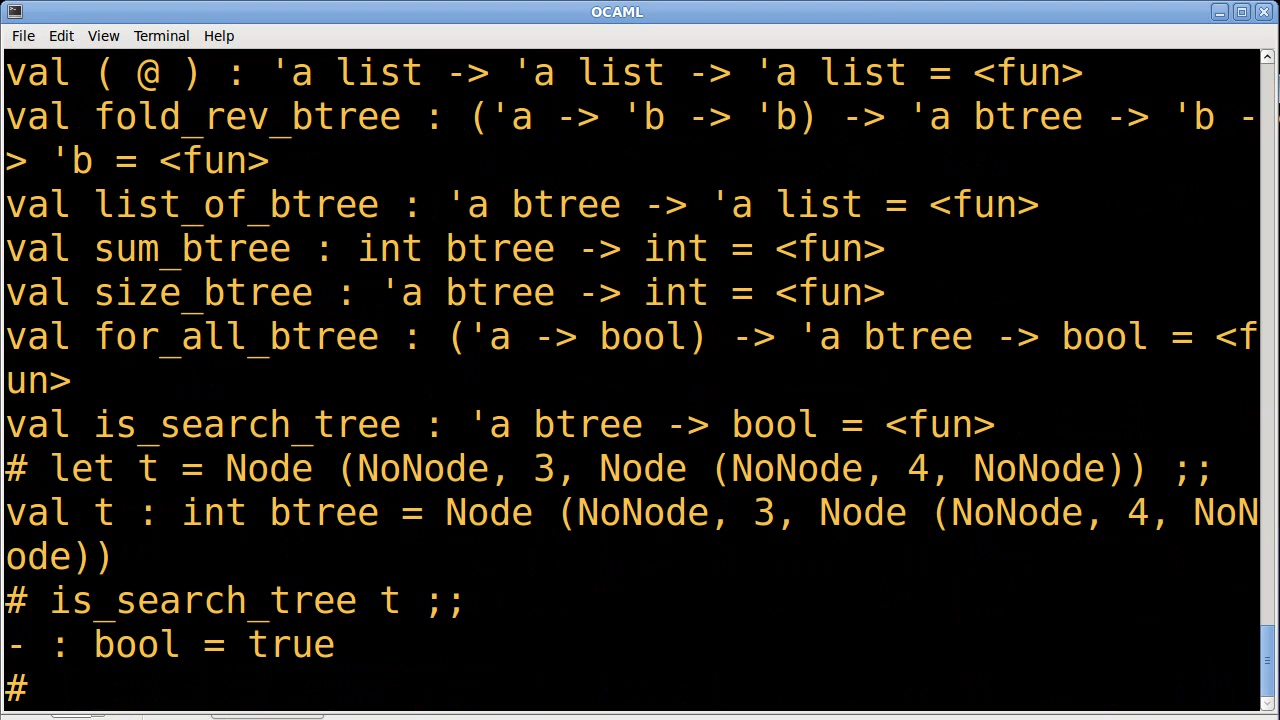 OCAML
File Edit View Terminal Help
val ( @ ) : 'a list -> 'a list -> 'a list = <fun>
val fold_rev_btree : ('a -> 'b -> 'b) -> 'a btree -> 'b -
> 'b = <fun>
val list_of_btree : 'a btree -> 'a list = <fun>
val sum_btree : int btree -> int = <fun>
val size_btree : 'a btree -> int = <fun>
val for_all_btree : ('a -> bool) -> 'a btree -> bool = <f
un>
val is_search_tree : 'a btree -> bool = <fun>
# let t = Node (NoNode, 3, Node (NoNode, 4, NoNode)) ;;
val t : int btree = Node (NoNode, 3, Node (NoNode, 4, NoN
ode))
# is_search_tree t ;;
- : bool = true
#